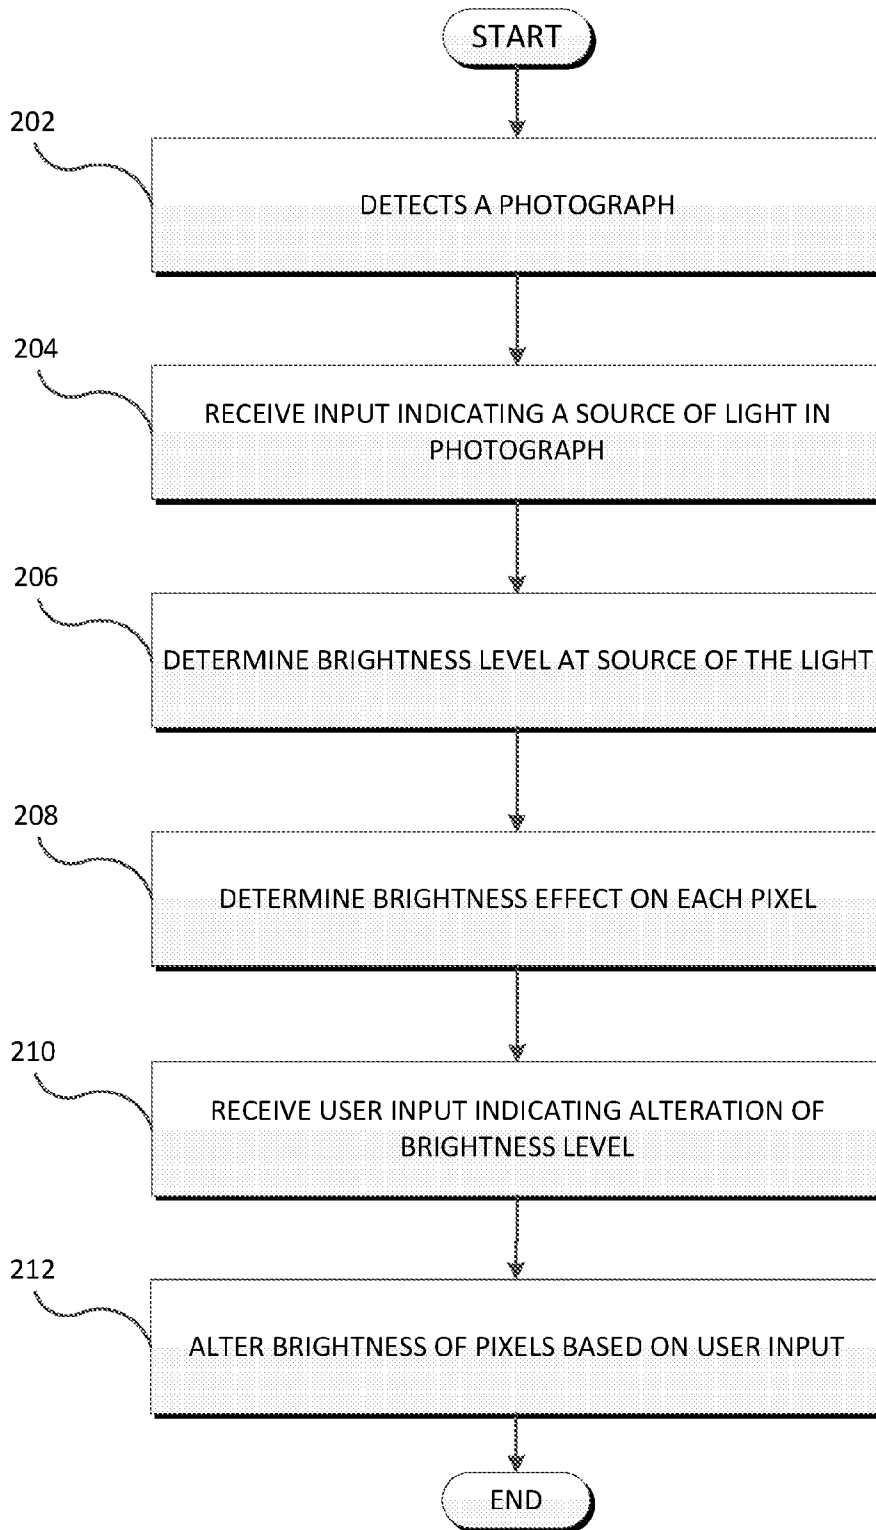 START
202
DETECTS A PHOTOGRAPH
204
RECEIVE INPUT INDICATING A SOURCE OF LIGHT IN
PHOTOGRAPH
206
DETERMINE BRIGHTNESS LEVEL AT SOURCE OF THE LIGHT
208
DETERMINE BRIGHTNESS EFFECT ON EACH PIXEL
210
RECEIVE USER INPUT INDICATING ALTERATION OF
BRIGHTNESS LEVEL
212
ALTER BRIGHTNESS OF PIXELS BASED ON USER INPUT
END